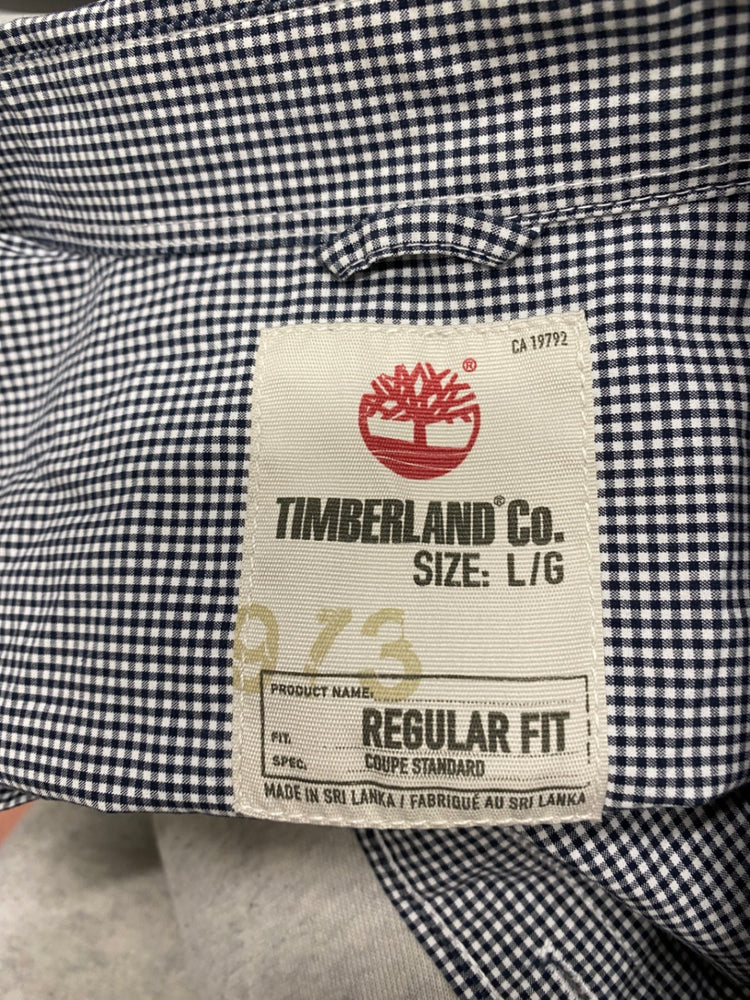 CA 19792
®
TIMBERLAND® Co.
SIZE: L/G
973
PRODUCT NAME.
FIT. REGULAR FIT
SPEC. COUPE STANDARD
MADE IN SRI LANKA / FABRIQUÉ AU SRI LANKA